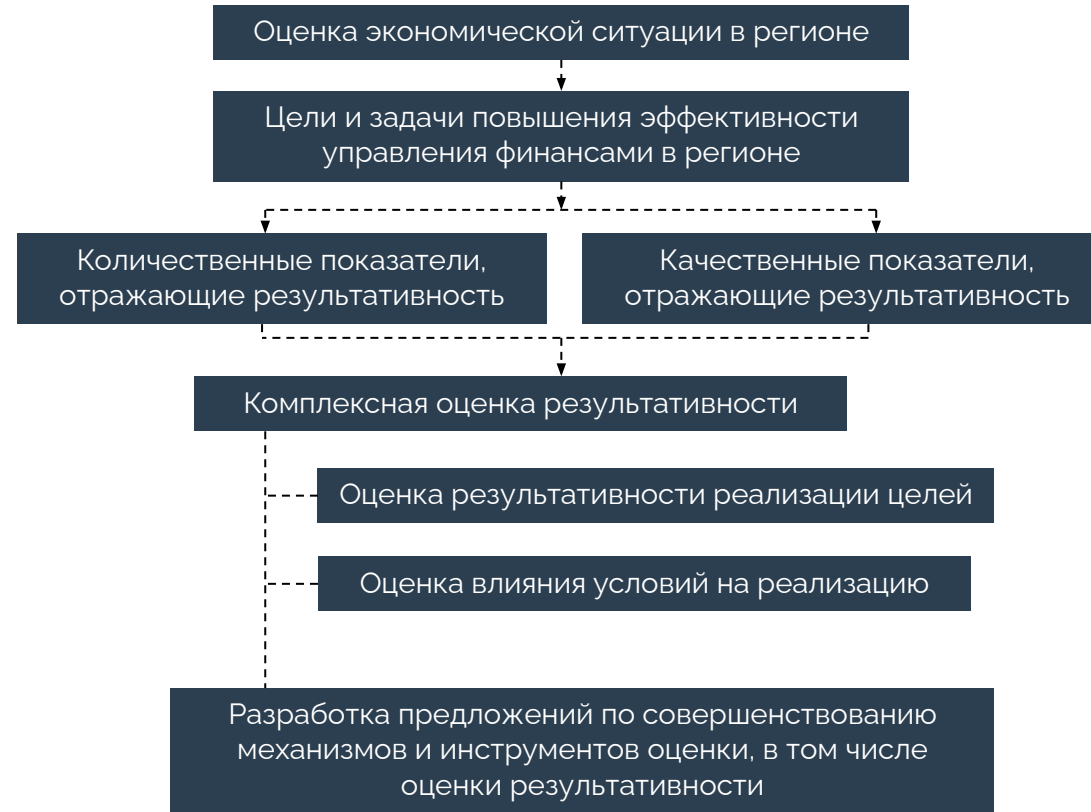 Оценка экономической ситуации в регионе
Цели и задачи повышения эффективности
управления финансами в регионе
Количественные показатели,
отражающие результативность
Качественные показатели,
отражающие результативность
Комплексная оценка результативности
Оценка результативности реализации целей
Оценка влияния условий на реализацию
Разработка предложений по совершенствованию
механизмов и инструментов оценки, в том числе
оценки результативности